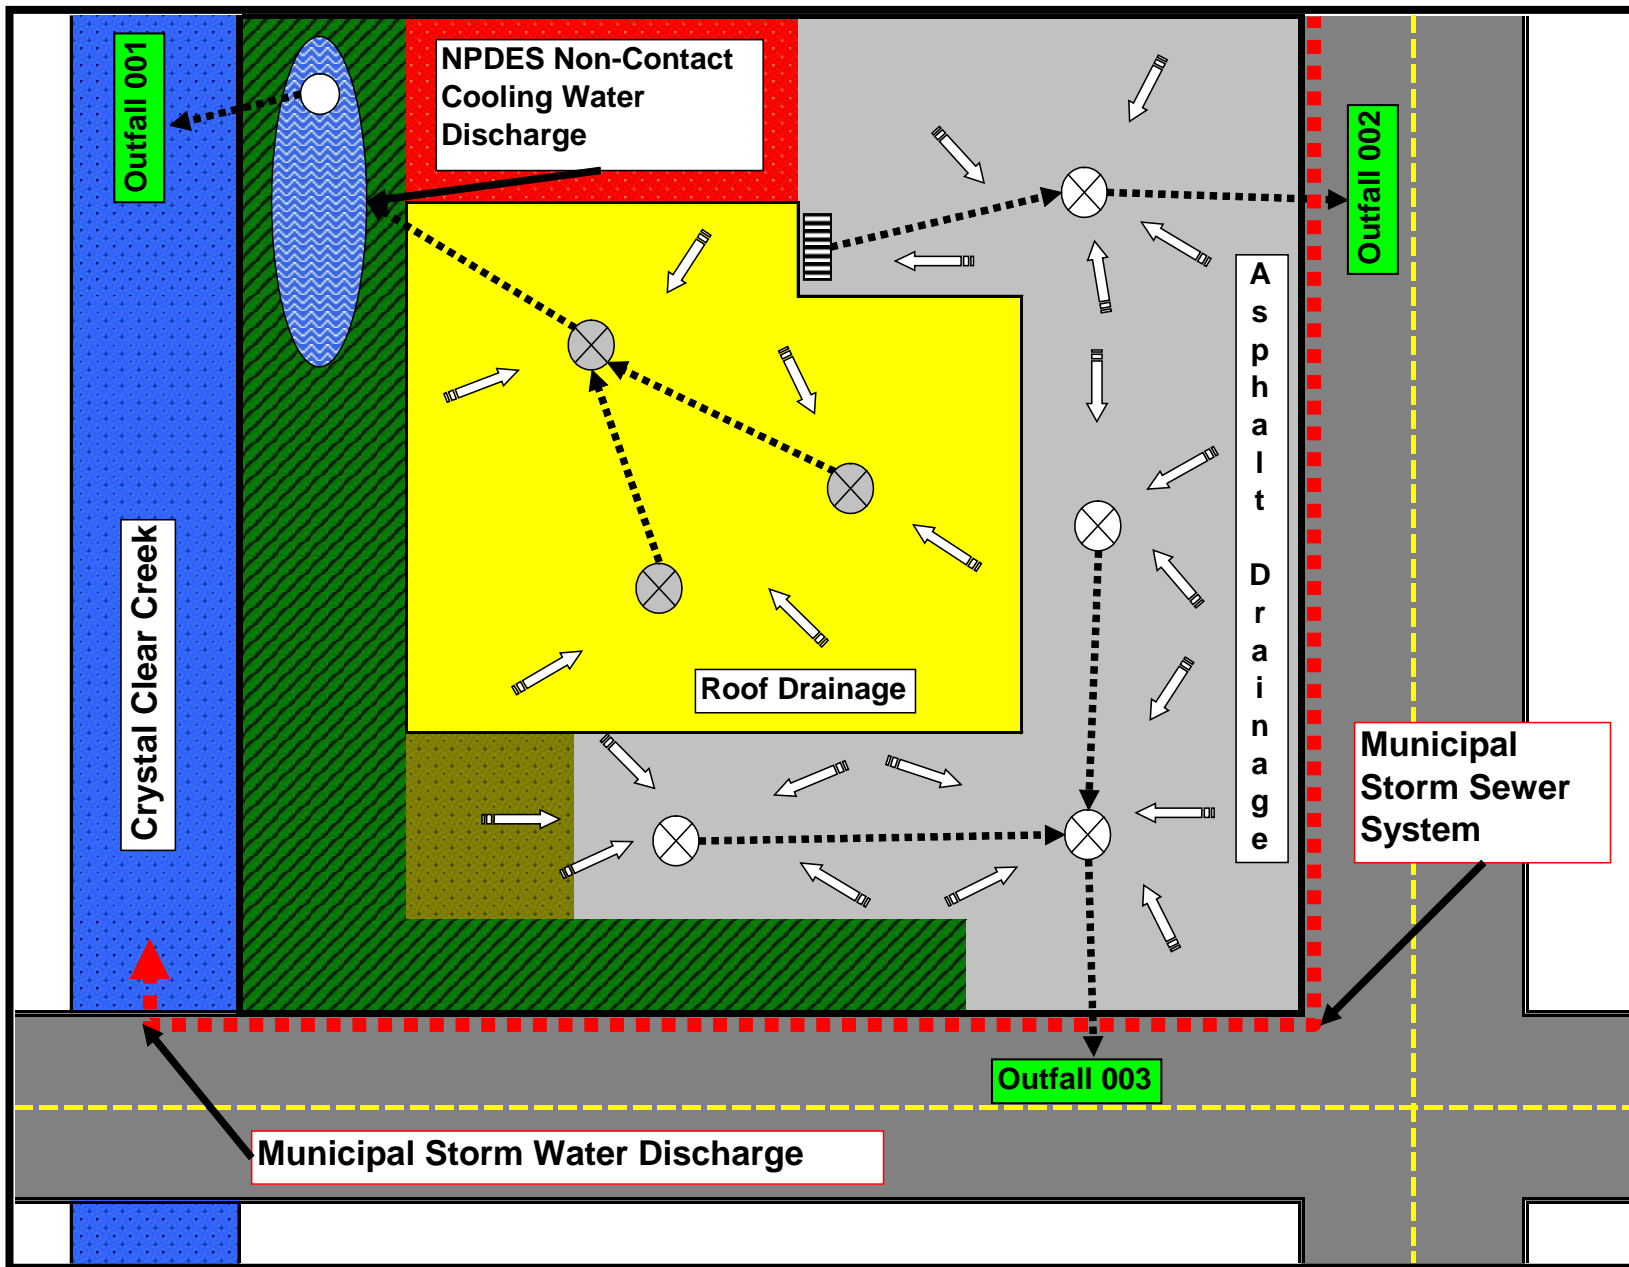 Outfall 001
NPDES Non-Contact
Cooling Water
Discharge
Outfall 002
Asphalt Drainage
Crystal Clear Creek
Roof Drainage
Municipal
Storm Sewer
System
Outfall 003
Municipal Storm Water Discharge